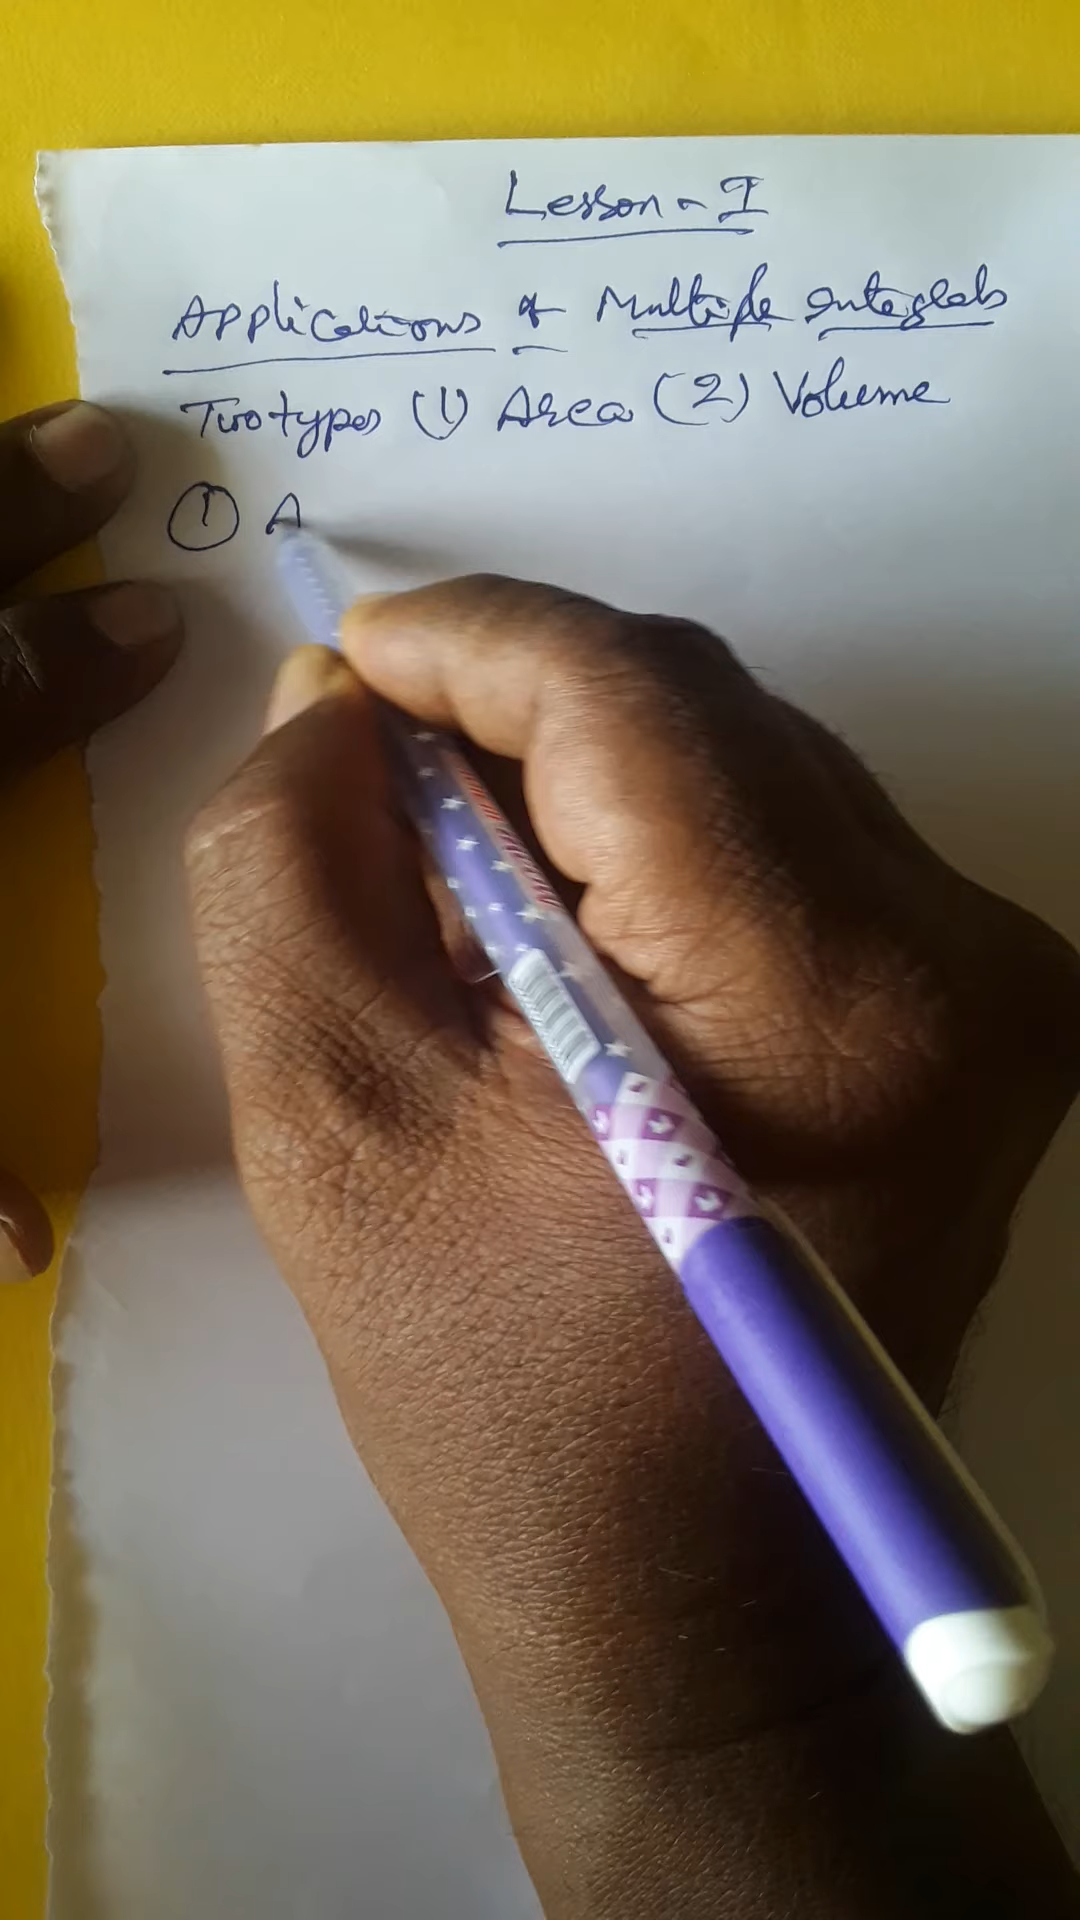 Lesson - I
Applications of Multiple Integrals
Two types (1) Area (2) Volume
① A